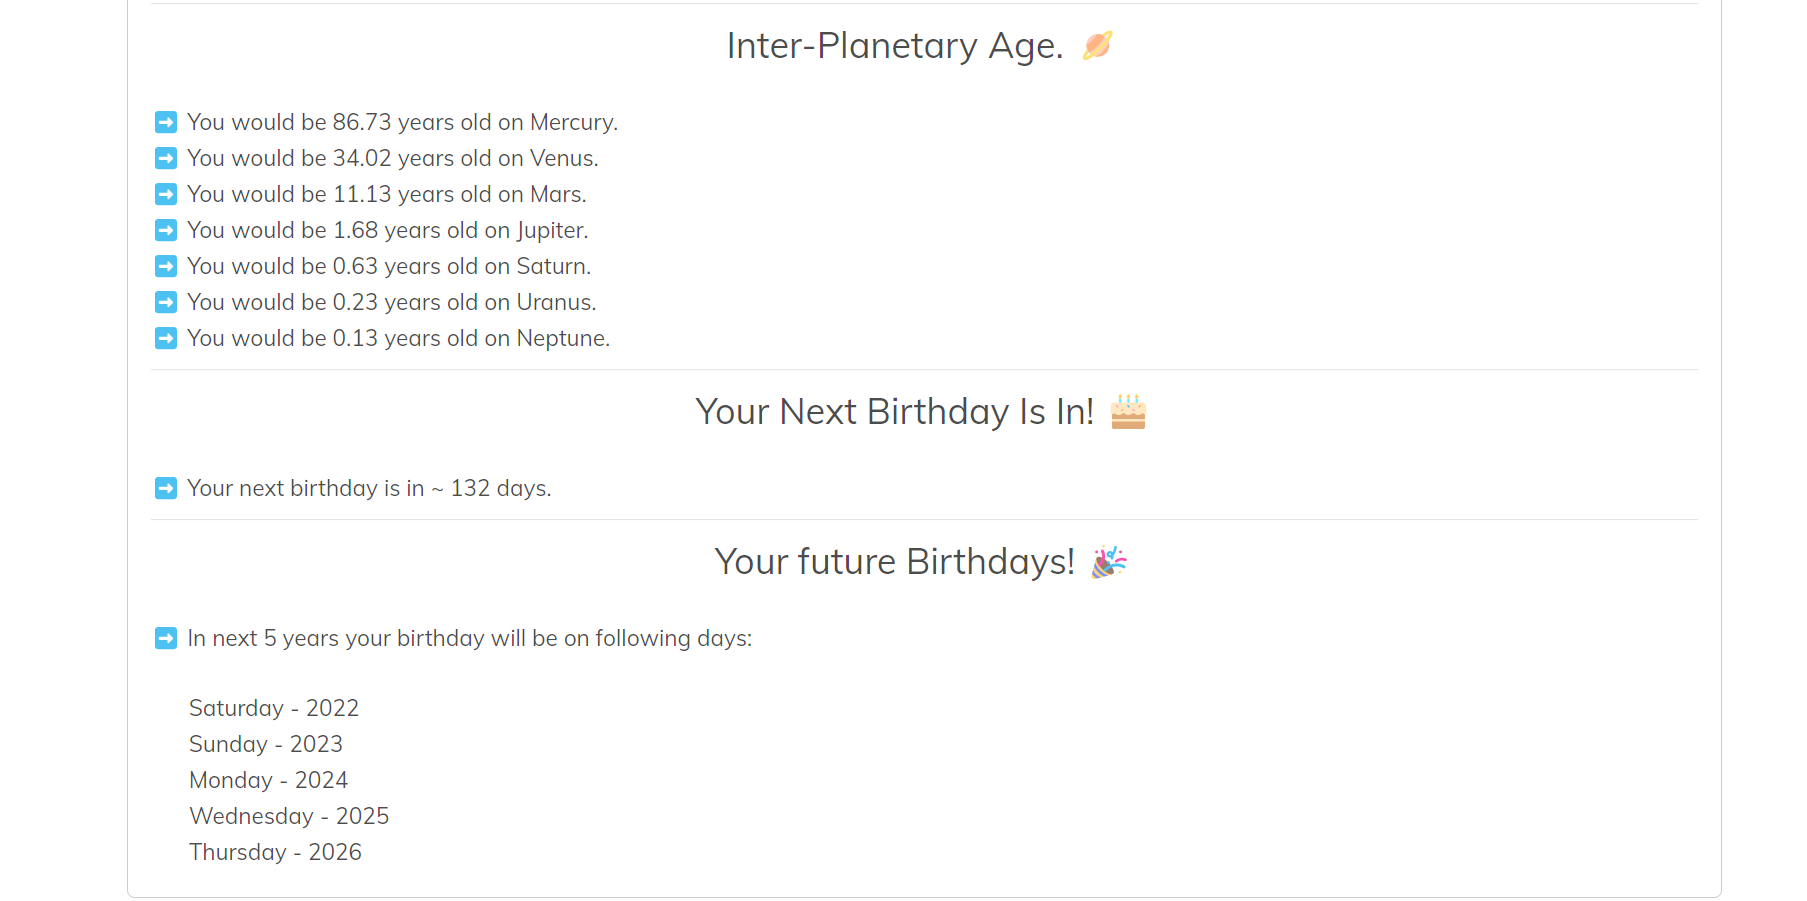 Inter-Planetary Age. 🪐
➡️ You would be 86.73 years old on Mercury.
➡️ You would be 34.02 years old on Venus.
➡️ You would be 11.13 years old on Mars.
➡️ You would be 1.68 years old on Jupiter.
➡️ You would be 0.63 years old on Saturn.
➡️ You would be 0.23 years old on Uranus.
➡️ You would be 0.13 years old on Neptune.
Your Next Birthday Is In! 🎂
➡️ Your next birthday is in ~ 132 days.
Your future Birthdays! 🎉
➡️ In next 5 years your birthday will be on following days:
Saturday - 2022
Sunday - 2023
Monday - 2024
Wednesday - 2025
Thursday - 2026